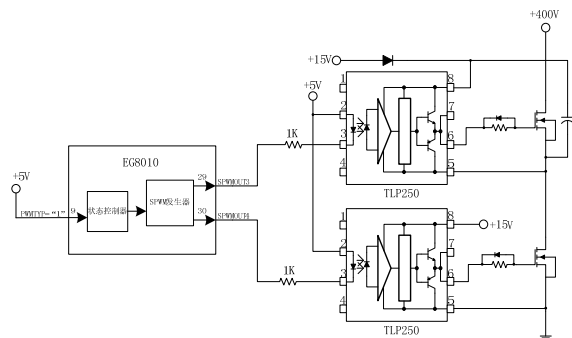 +400V
+15V
1
8
+5V
2
7
3
6
1K
4
5
TLP250
EG8010
+5V
29
SPWMOUT3
PWMTYP="1"
9
状态控制器
SPWM发生器
30
SPWMOUT4
1
8
+15V
2
7
3
6
1K
4
5
TLP250